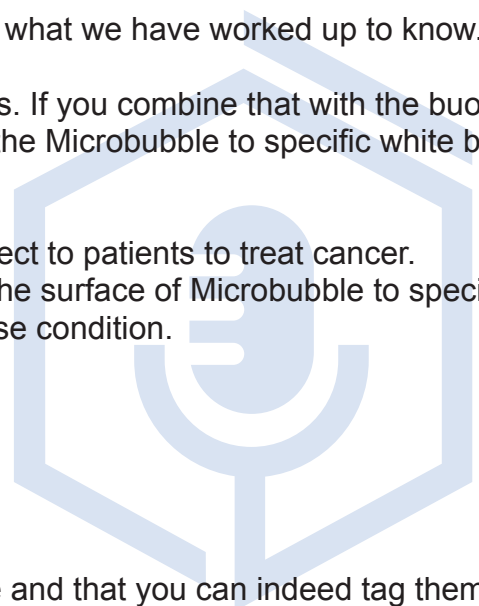 what we have worked up to know.
s. If you combine that with the buo
the Microbubble to specific white b
ect to patients to treat cancer.
he surface of Microbubble to speci
se condition.
e and that you can indeed tag them